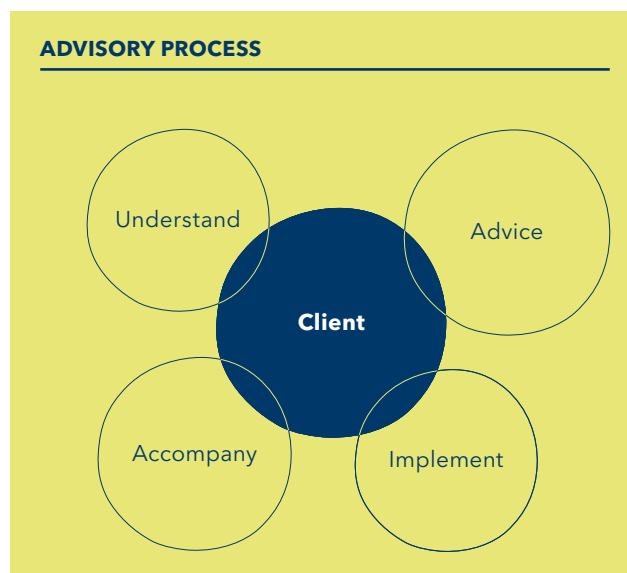 ADVISORY PROCESS
Understand
Advice
Client
Accompany
Implement